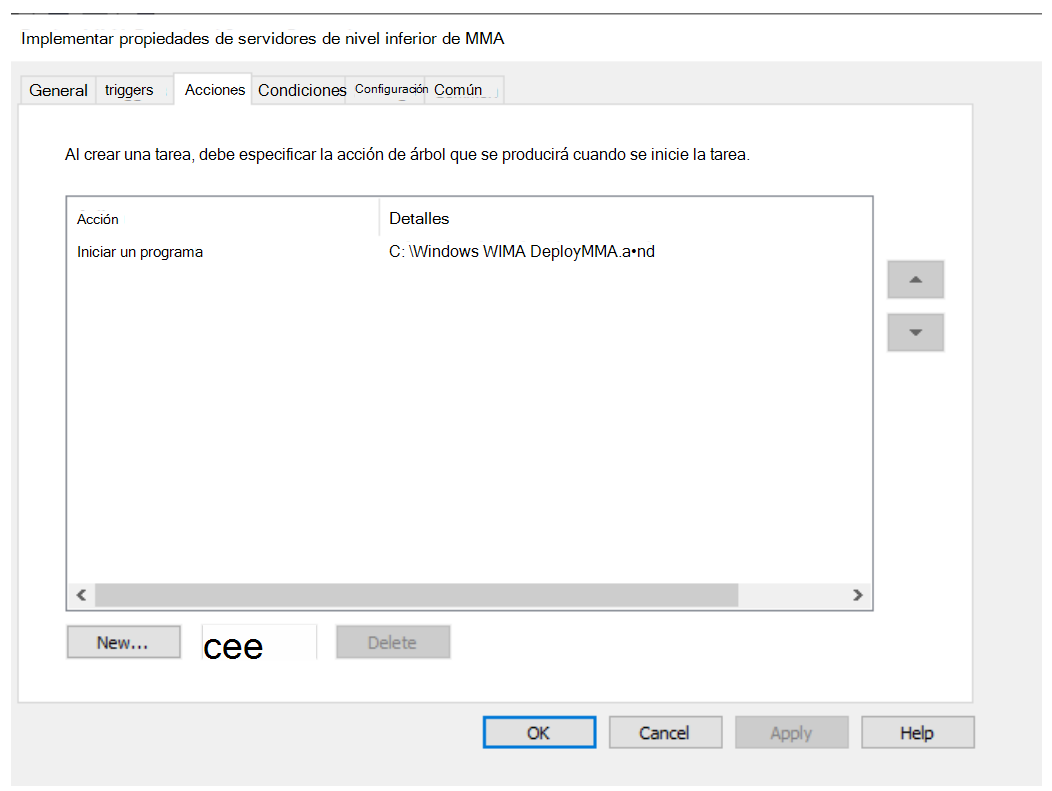 Implementar propiedades de servidores de nivel inferior de MMA
General triggers Acciones Condiciones Configuración Común
Al crear una tarea, debe especificar la acción de árbol que se producirá cuando se inicie la tarea.
Acción Detalles
Iniciar un programa C: \Windows WIMA DeployMMA.a•nd
New... cee Delete
OK Cancel Apply Help